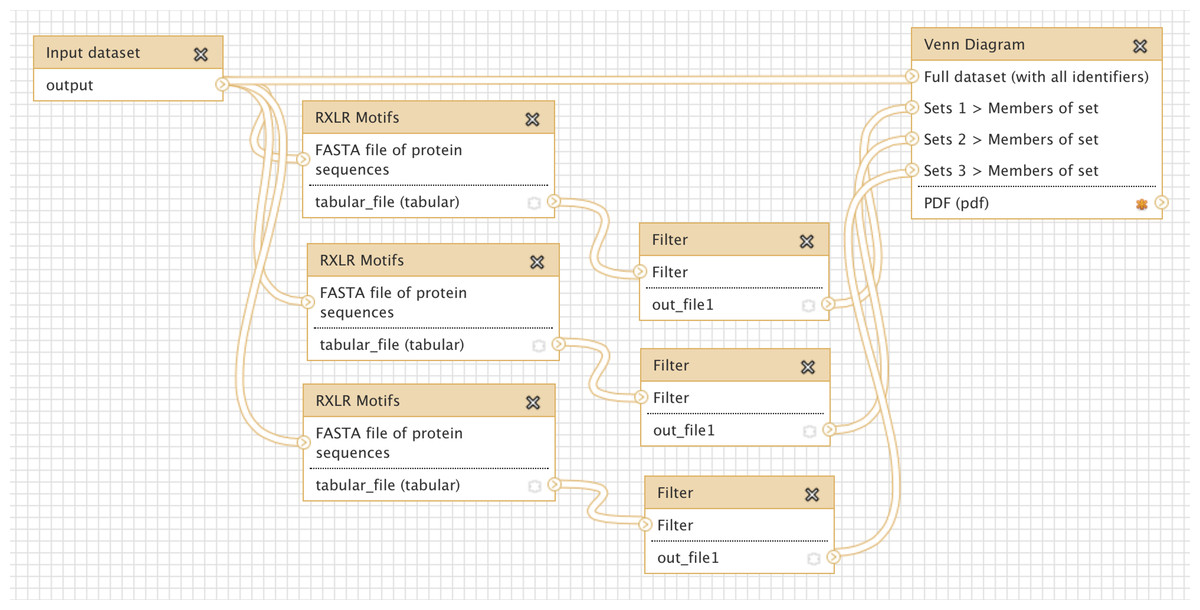 Input dataset
output
RXLR Motifs
FASTA file of protein
sequences
tabular_file (tabular)
RXLR Motifs
FASTA file of protein
sequences
tabular_file (tabular)
RXLR Motifs
FASTA file of protein
sequences
tabular_file (tabular)
Filter
Filter
out_file1
Filter
Filter
out_file1
Filter
Filter
out_file1
Venn Diagram
Full dataset (with all identifiers)
Sets 1 > Members of set
Sets 2 > Members of set
Sets 3 > Members of set
PDF (pdf)